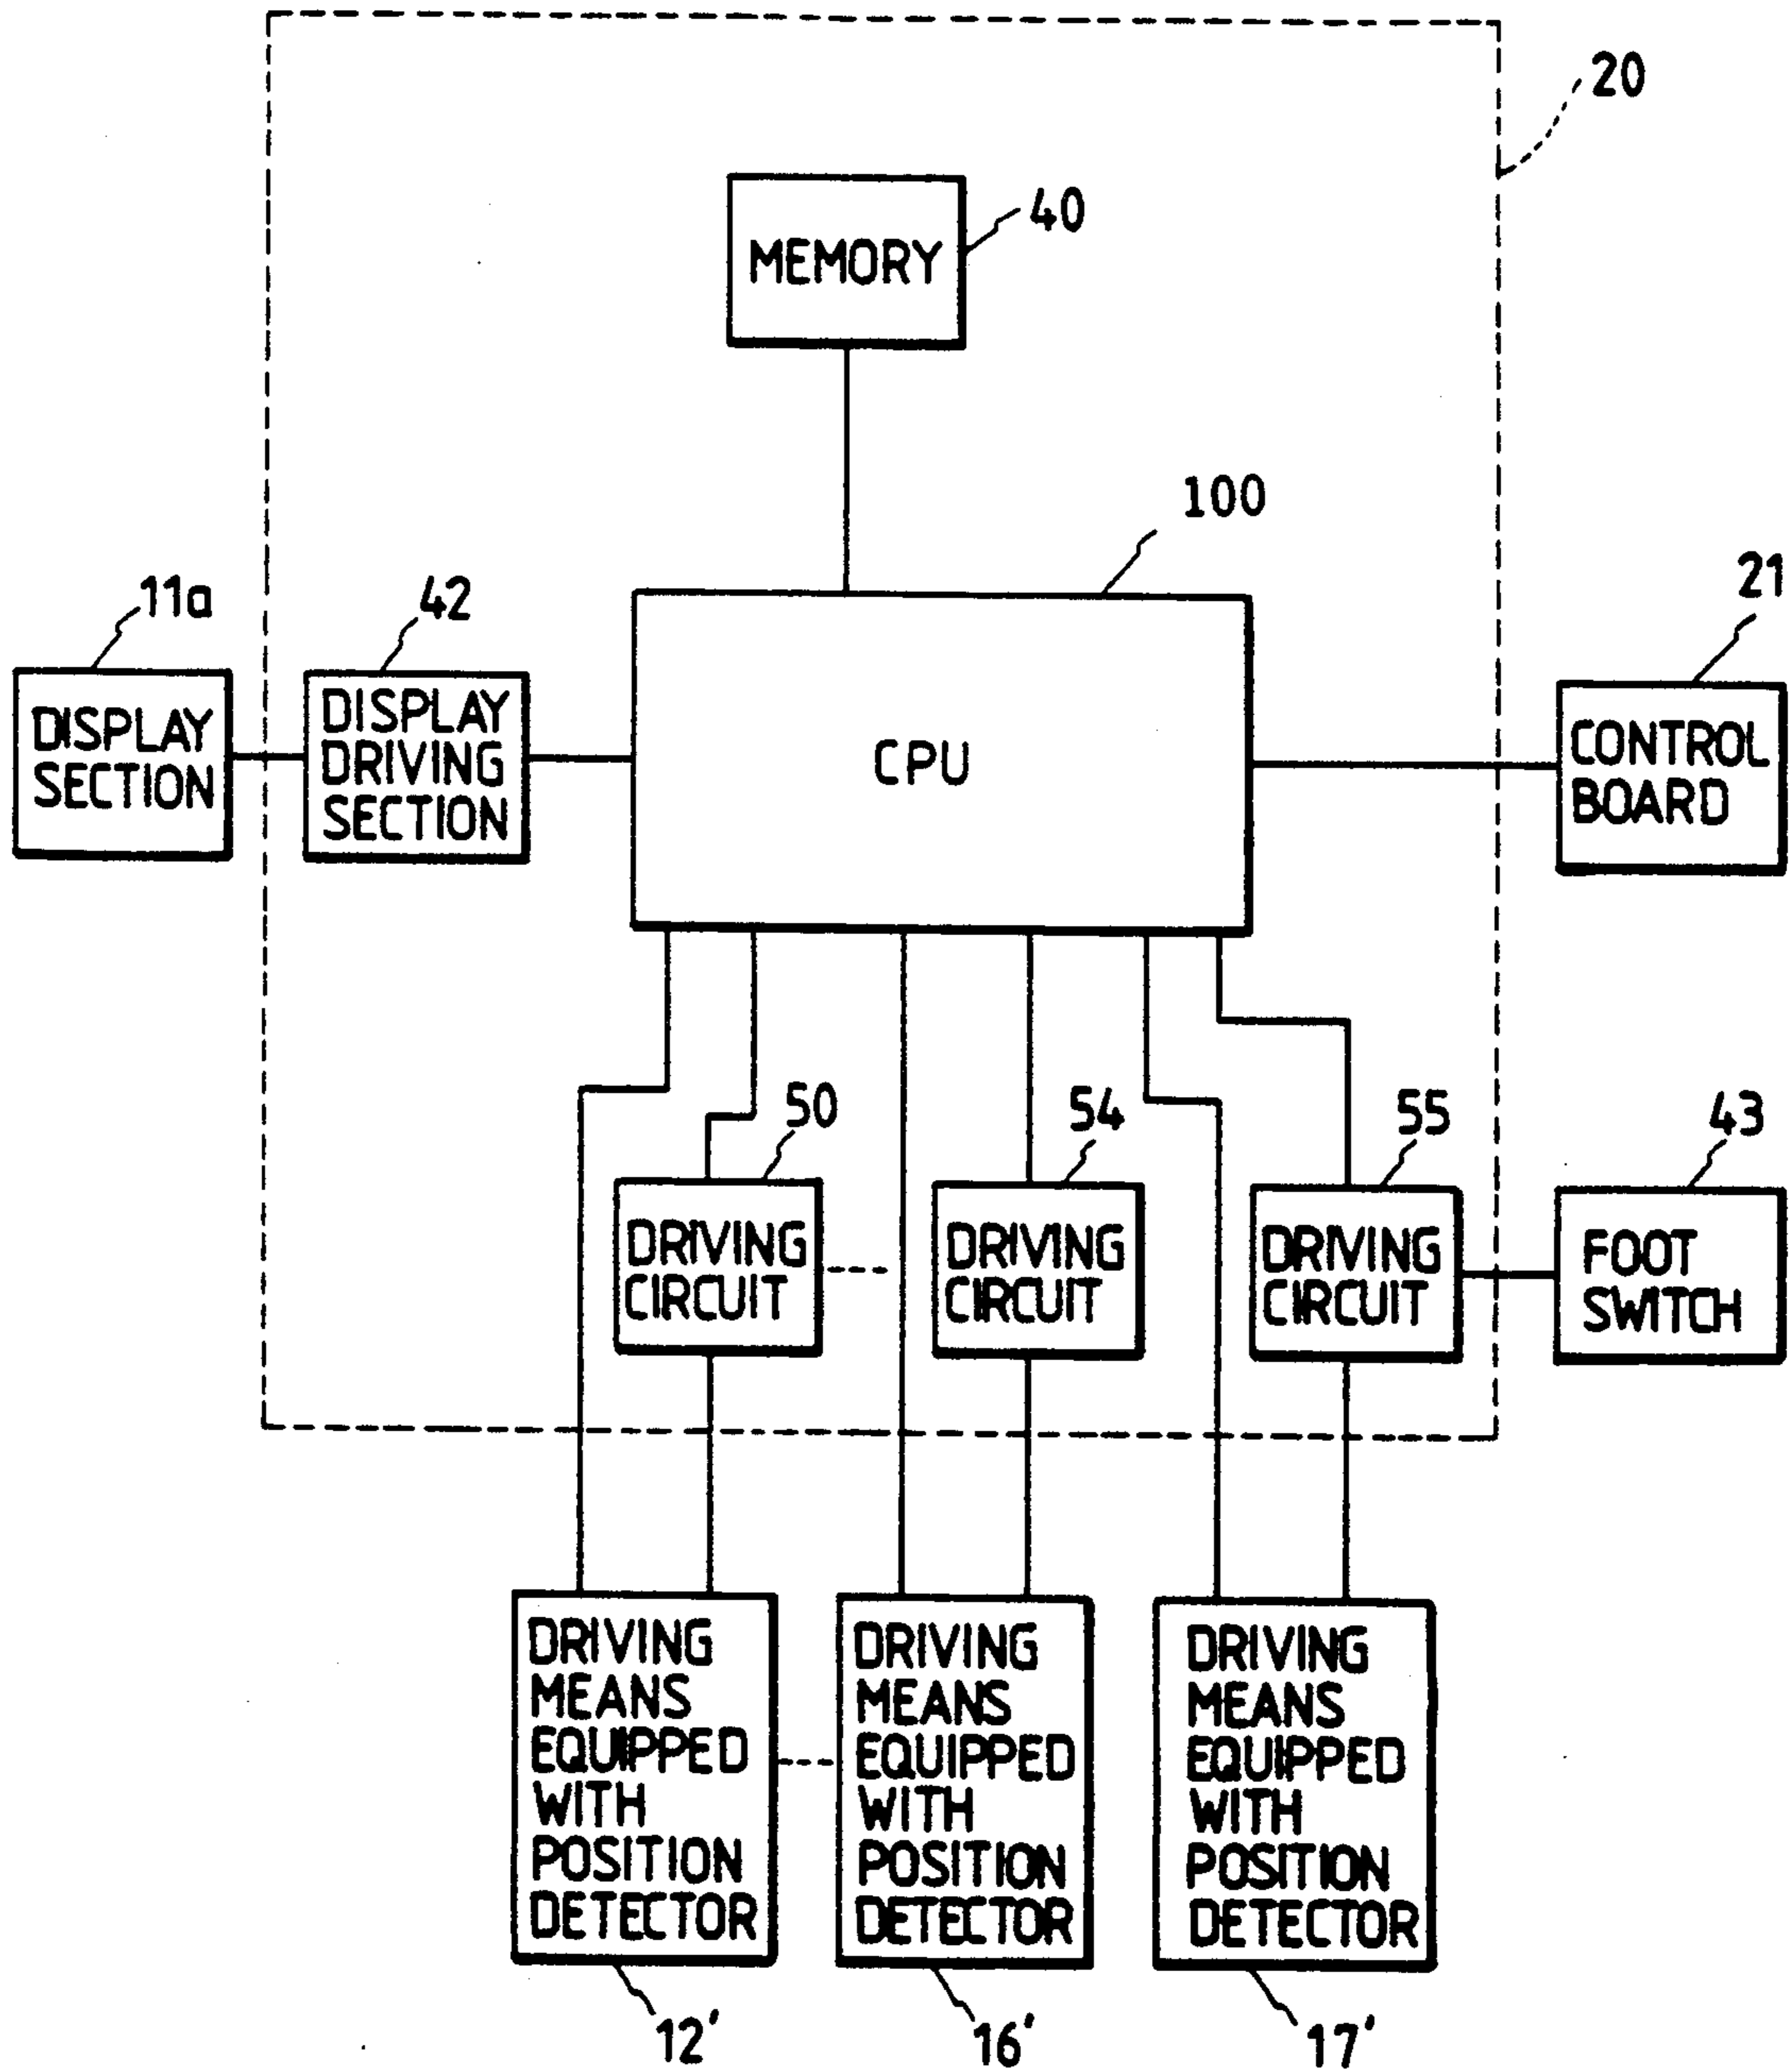 20
MEMORY
40
100
11a
42
21
DISPLAY
SECTION
DISPLAY
DRIVING
SECTION
CPU
CONTROL
BOARD
50
54
55
43
DRIVING
CIRCUIT
DRIVING
CIRCUIT
DRIVING
CIRCUIT
FOOT
SWITCH
DRIVING
MEANS
EQUIPPED
WITH
POSITION
DETECTOR
DRIVING
MEANS
EQUIPPED
WITH
POSITION
DETECTOR
DRIVING
MEANS
EQUIPPED
WITH
POSITION
DETECTOR
12'
16'
17'